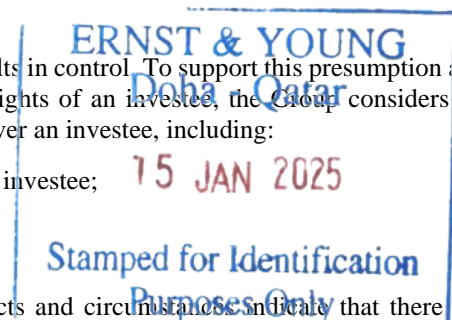 ERNST & YOUNG
lts in control. To support this presumption a
Doha - Qatar
ights of an investee, the Group considers
ver an investee, including:
investee;
15 JAN 2025
Stamped for Identification
Purposes Only
cts and circumstances indicate that there